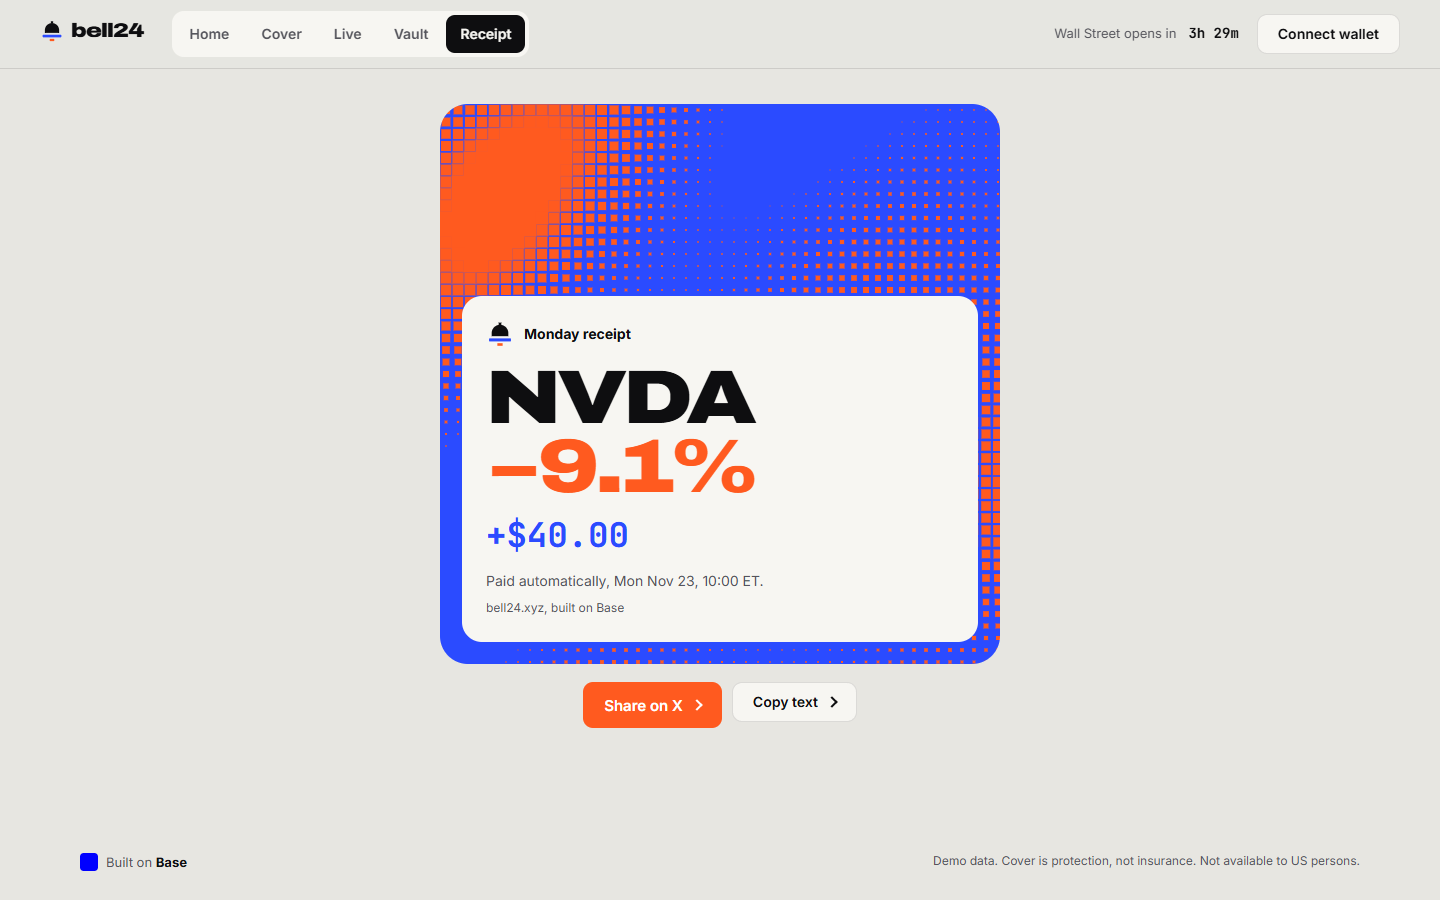 bell24
Home Cover Live Vault Receipt
Wall Street opens in 3h 29m
Connect wallet
Monday receipt
NVDA
−9.1%
+$40.00
Paid automatically, Mon Nov 23, 10:00 ET.
bell24.xyz, built on Base
Share on X
Copy text
Built on Base
Demo data. Cover is protection, not insurance. Not available to US persons.